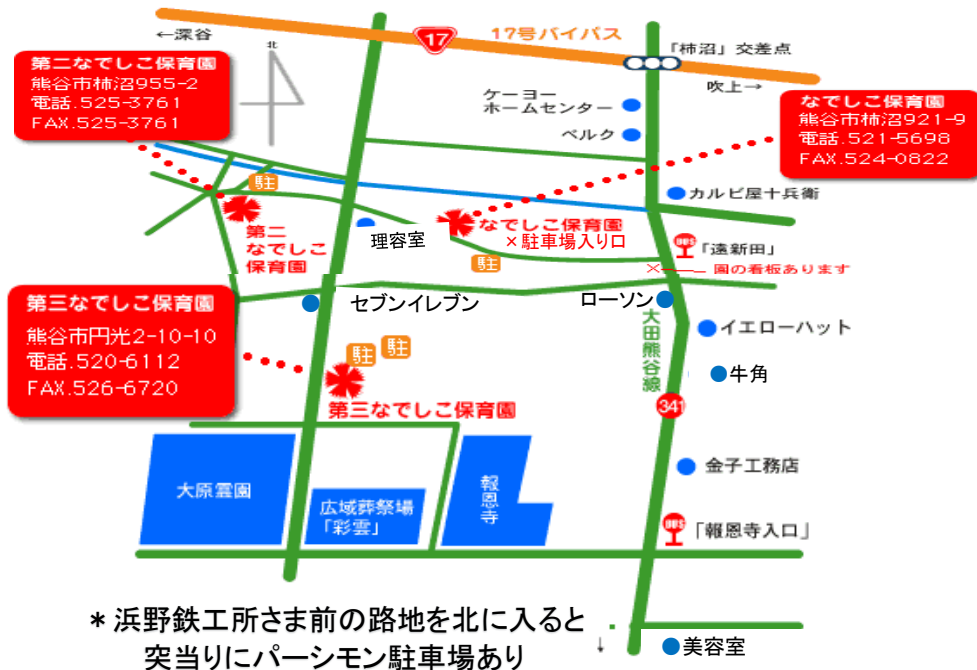 ←深谷
17
17号バイパス
「柿沼」交差点
吹上→
北
第二なでしこ保育園
熊谷市柿沼955-2
電話.525-3761
FAX.525-3761
ケーヨー
ホームセンター
ベルク
なでしこ保育園
熊谷市柿沼921-9
電話.521-5698
FAX.524-0822
駐
カルビ屋十兵衛
第二
なでしこ
保育園
理容室
なでしこ保育園
×駐車場入り口
駐
BUS
「遠新田」
×── 園の看板あります
セブンイレブン
ローソン
大田熊谷線
イエローハット
第三なでしこ保育園
熊谷市円光2-10-10
電話.520-6112
FAX.526-6720
駐
駐
牛角
第三なでしこ保育園
341
大原霊園
広域葬祭場
「彩雲」
報恩寺
金子工務店
BUS
「報恩寺入口」
*浜野鉄工所さま前の路地を北に入ると
突当りにパーシモン駐車場あり
↓
美容室